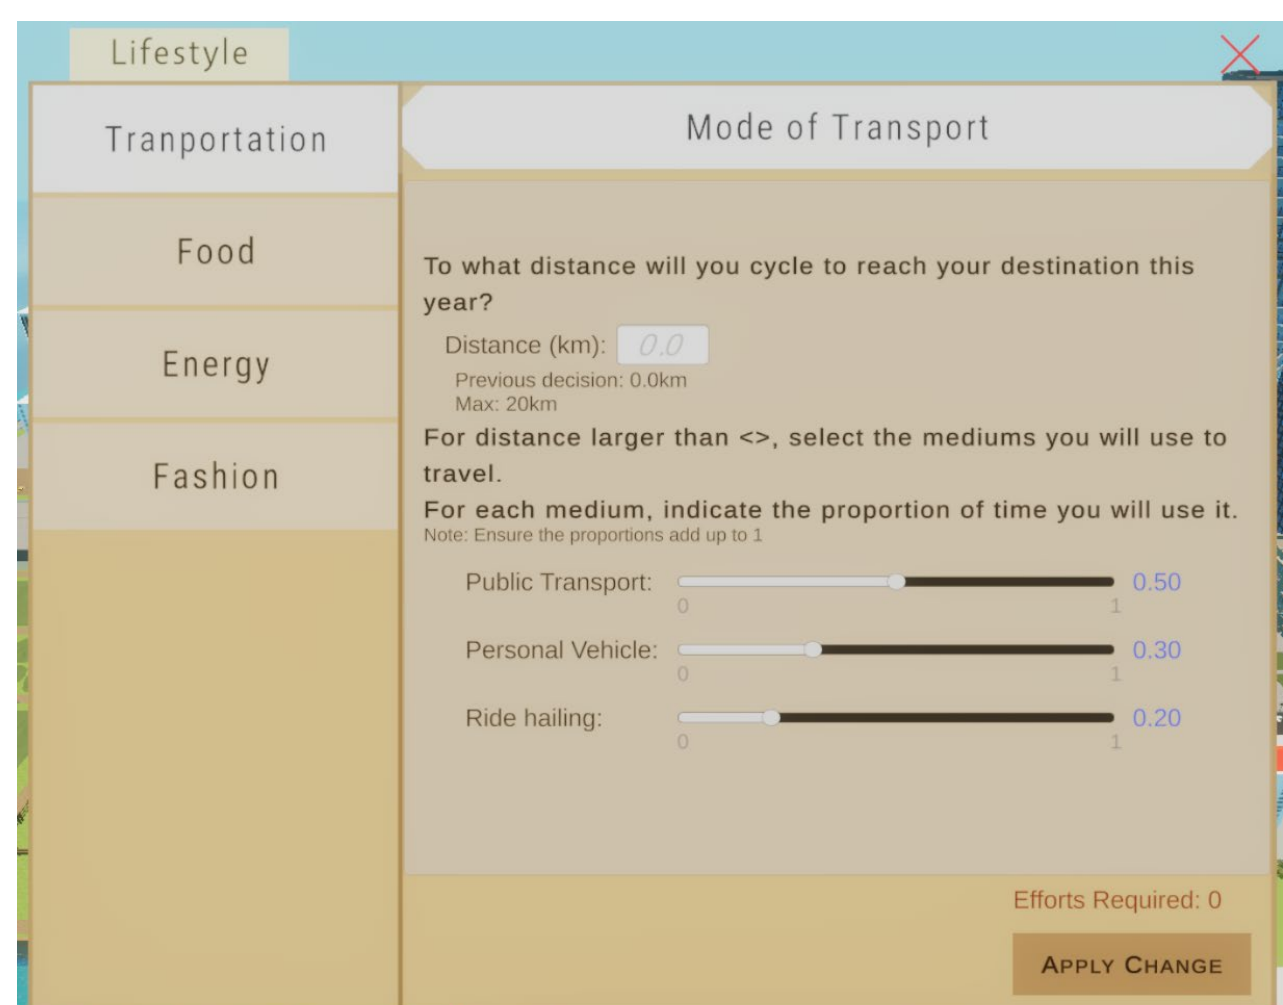 Lifestyle
Tranportation
Food
Energy
Fashion
Mode of Transport
To what distance will you cycle to reach your destination this
year?
Distance (km): 0.0
Previous decision: 0.0km
Max: 20km
For distance larger than <>, select the mediums you will use to
travel.
For each medium, indicate the proportion of time you will use it.
Note: Ensure the proportions add up to 1
Public Transport: 0.50
0 1
Personal Vehicle: 0.30
0 1
Ride hailing: 0.20
0 1
Efforts Required: 0
APPLY CHANGE